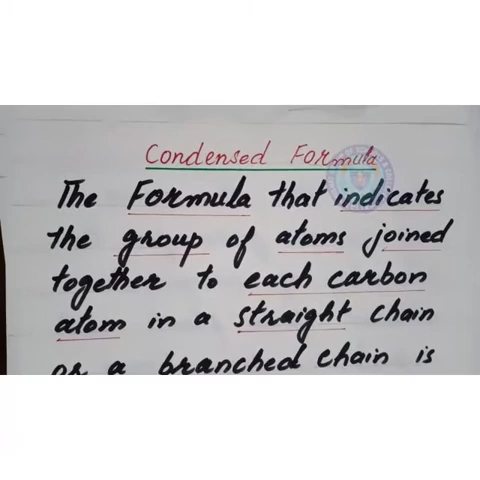 Condensed Formula
The Formula that indicates
the group of atoms joined
together to each carbon
atom in a straight chain
or a branched chain is